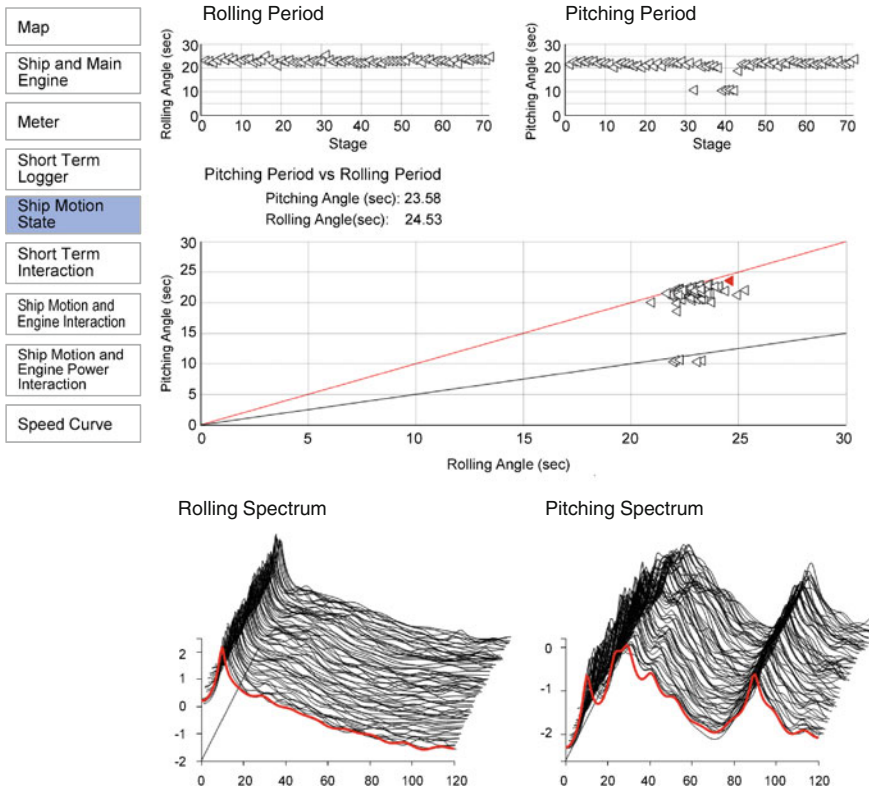 Map
Ship and Main
Engine
Meter
Short Term
Logger
Ship Motion
State
Short Term
Interaction
Ship Motion and
Engine Interaction
Ship Motion and
Engine Power
Interaction
Speed Curve
Rolling Period
Rolling Angle (sec)
30
20
10
0
0 10 20 30 40 50 60 70
Stage
Pitching Period
Pitching Angle (sec)
30
20
10
0
0 10 20 30 40 50 60 70
Stage
Pitching Period vs Rolling Period
Pitching Angle (sec): 23.58
Rolling Angle(sec): 24.53
Pitching Angle (sec)
30
25
20
15
10
5
0
0 5 10 15 20 25 30
Rolling Angle (sec)
Rolling Spectrum
2
1
0
-1
-2
0 20 40 60 80 100 120
Pitching Spectrum
0
-1
-2
0 20 40 60 80 100 120